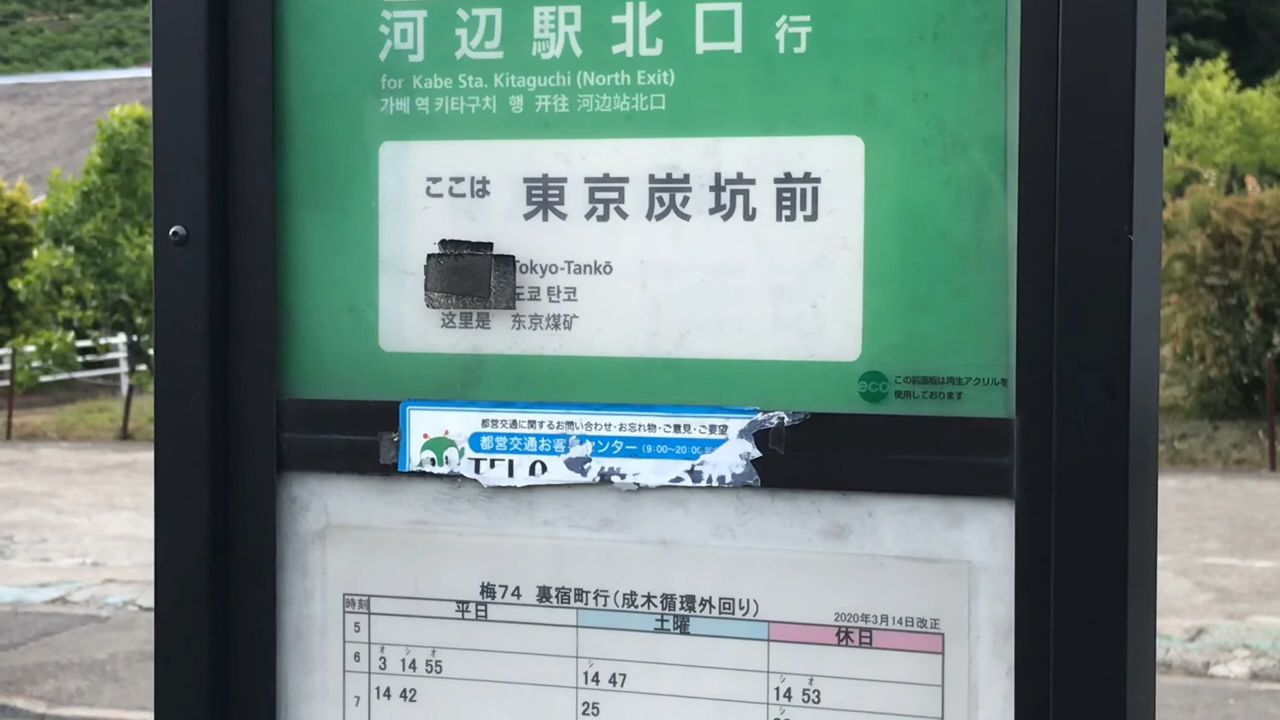 河辺駅北口 行
for Kabe Sta. Kitaguchi (North Exit)
가베 역 키타구치 행 开往 河边站北口
ここは 東京炭坑前
Tokyo-Tankō
도쿄 탄코
这里是 东京煤矿
eco この前面板は再生アクリルを
使用しております
都営交通に関するお問い合わせ・お忘れ物・ご意見・ご要望
都営交通お客 センター (9:00~20:00
TEL 0
梅74 裏宿町行(成木循環外回り)
2020年3月14日改正
時刻 平日 土曜 休日
5
オ シ オ シ シ オ
6 3 14 55 14 47 14 53
7 14 42 25